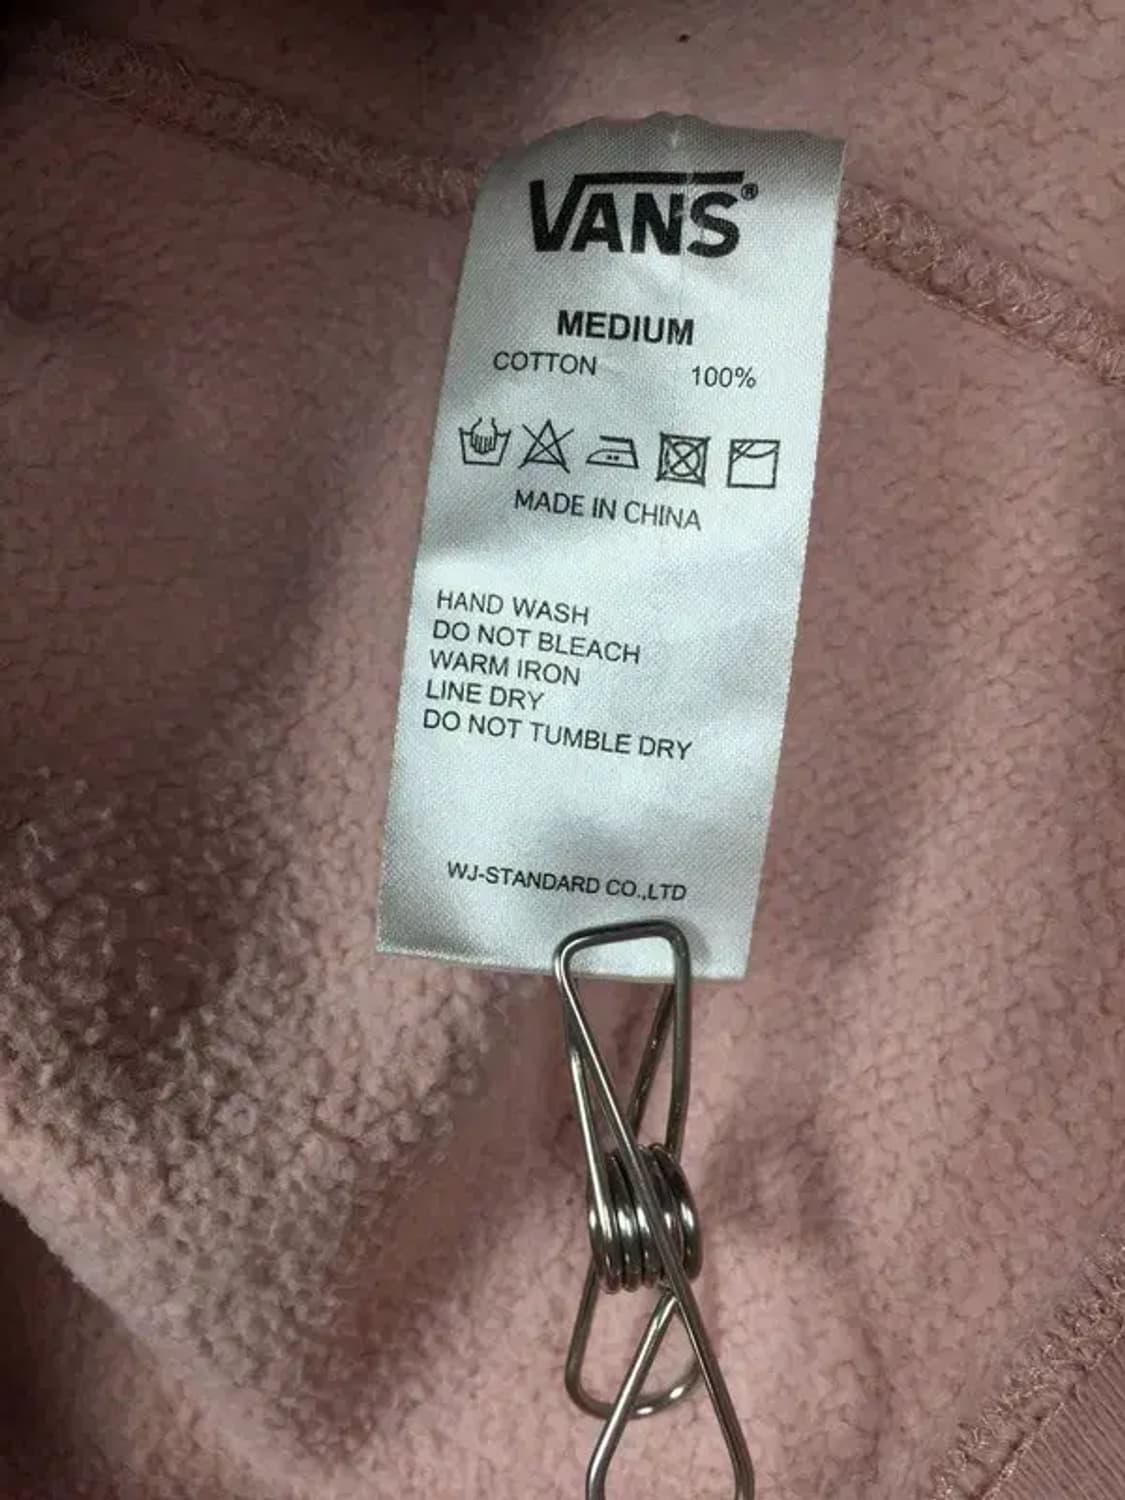 VANS®
MEDIUM
COTTON 100%
MADE IN CHINA
HAND WASH
DO NOT BLEACH
WARM IRON
LINE DRY
DO NOT TUMBLE DRY
WJ-STANDARD CO.,LTD